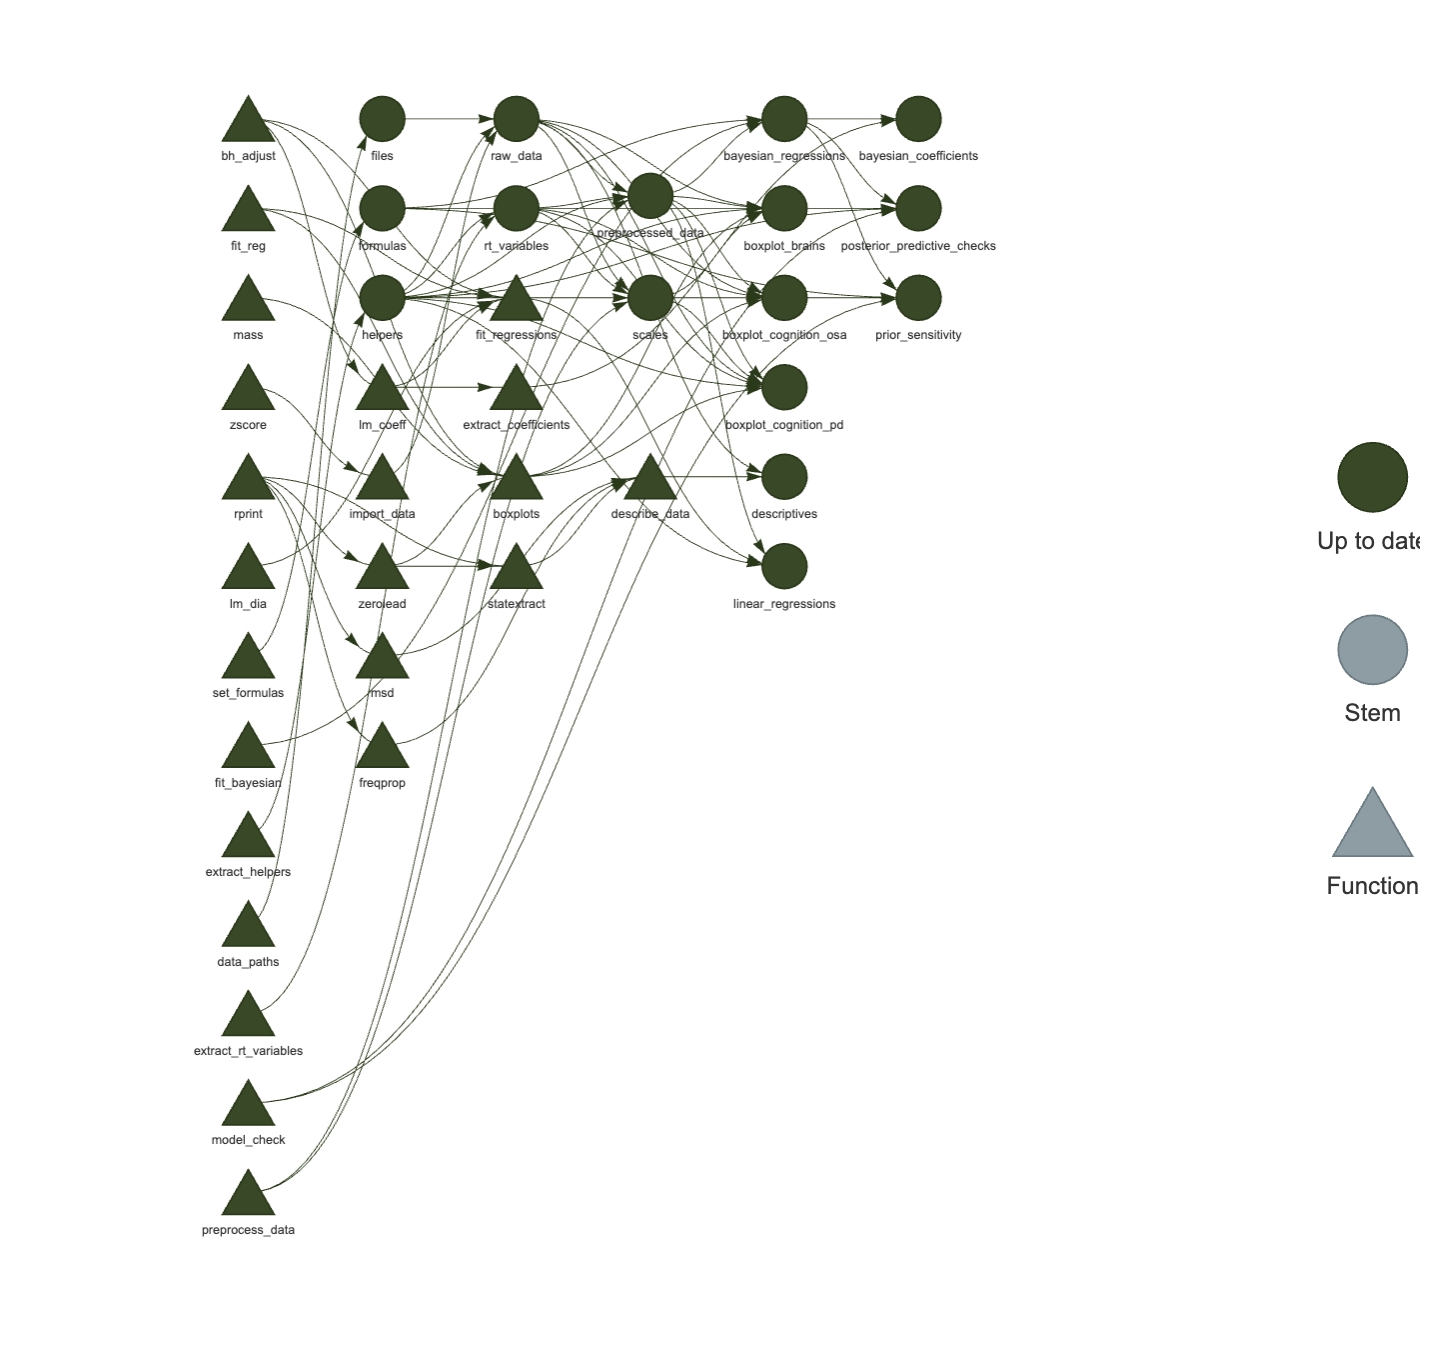 bh_adjust
files
raw_data
bayesian_regressions
bayesian_coefficients
fit_reg
formulas
rt_variables
preprocessed_data
boxplot_brains
posterior_predictive_checks
mass
helpers
fit_regressions
scales
boxplot_cognition_osa
prior_sensitivity
zscore
lm_coeff
extract_coefficients
boxplot_cognition_pd
rprint
import_data
boxplots
describe_data
descriptives
Up to date
lm_dia
zerolead
statextract
linear_regressions
set_formulas
rmsd
Stem
fit_bayesian
freqprop
extract_helpers
Function
data_paths
extract_rt_variables
model_check
preprocess_data